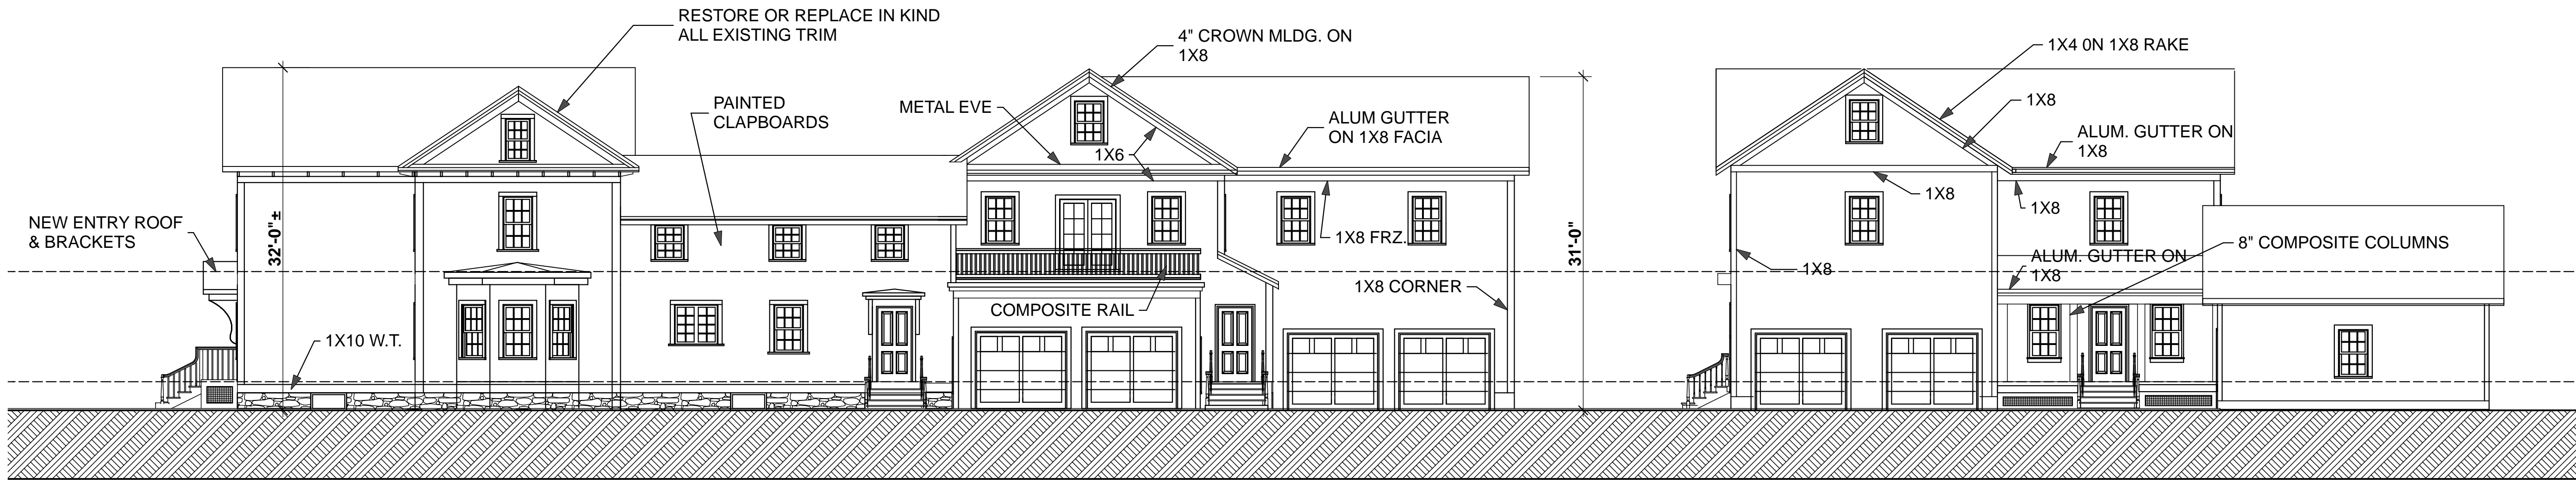 RESTORE OR REPLACE IN KIND
ALL EXISTING TRIM
4" CROWN MLDG. ON
1X8
1X4 0N 1X8 RAKE
PAINTED
CLAPBOARDS
METAL EVE
1X6
ALUM GUTTER
ON 1X8 FACIA
1X8
ALUM. GUTTER ON
1X8
32'-0"±
31'-0"
NEW ENTRY ROOF
& BRACKETS
1X8 FRZ.
1X8
1X8
8" COMPOSITE COLUMNS
1X8
ALUM. GUTTER ON
1X8
1X8 CORNER
COMPOSITE RAIL
1X10 W.T.